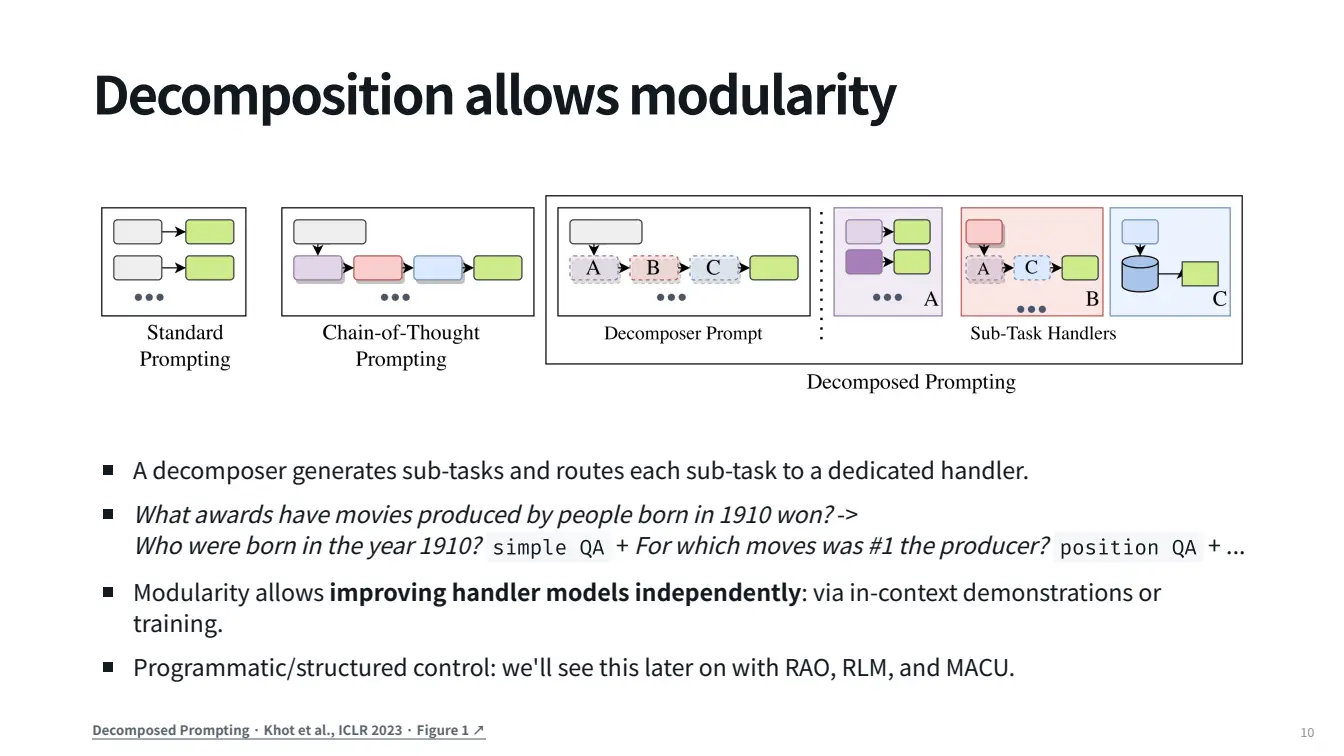 Decomposition allows modularity
A
B
C
A
A
C
B
C
Standard
Prompting
Chain-of-Thought
Prompting
Decomposer Prompt
Sub-Task Handlers
Decomposed Prompting
▪ A decomposer generates sub-tasks and routes each sub-task to a dedicated handler.
▪ What awards have movies produced by people born in 1910 won? ->
Who were born in the year 1910? simple QA + For which moves was #1 the producer? position QA + ...
▪ Modularity allows improving handler models independently: via in-context demonstrations or
training.
▪ Programmatic/structured control: we'll see this later on with RAO, RLM, and MACU.
Decomposed Prompting · Khot et al., ICLR 2023 · Figure 1 ↗
10